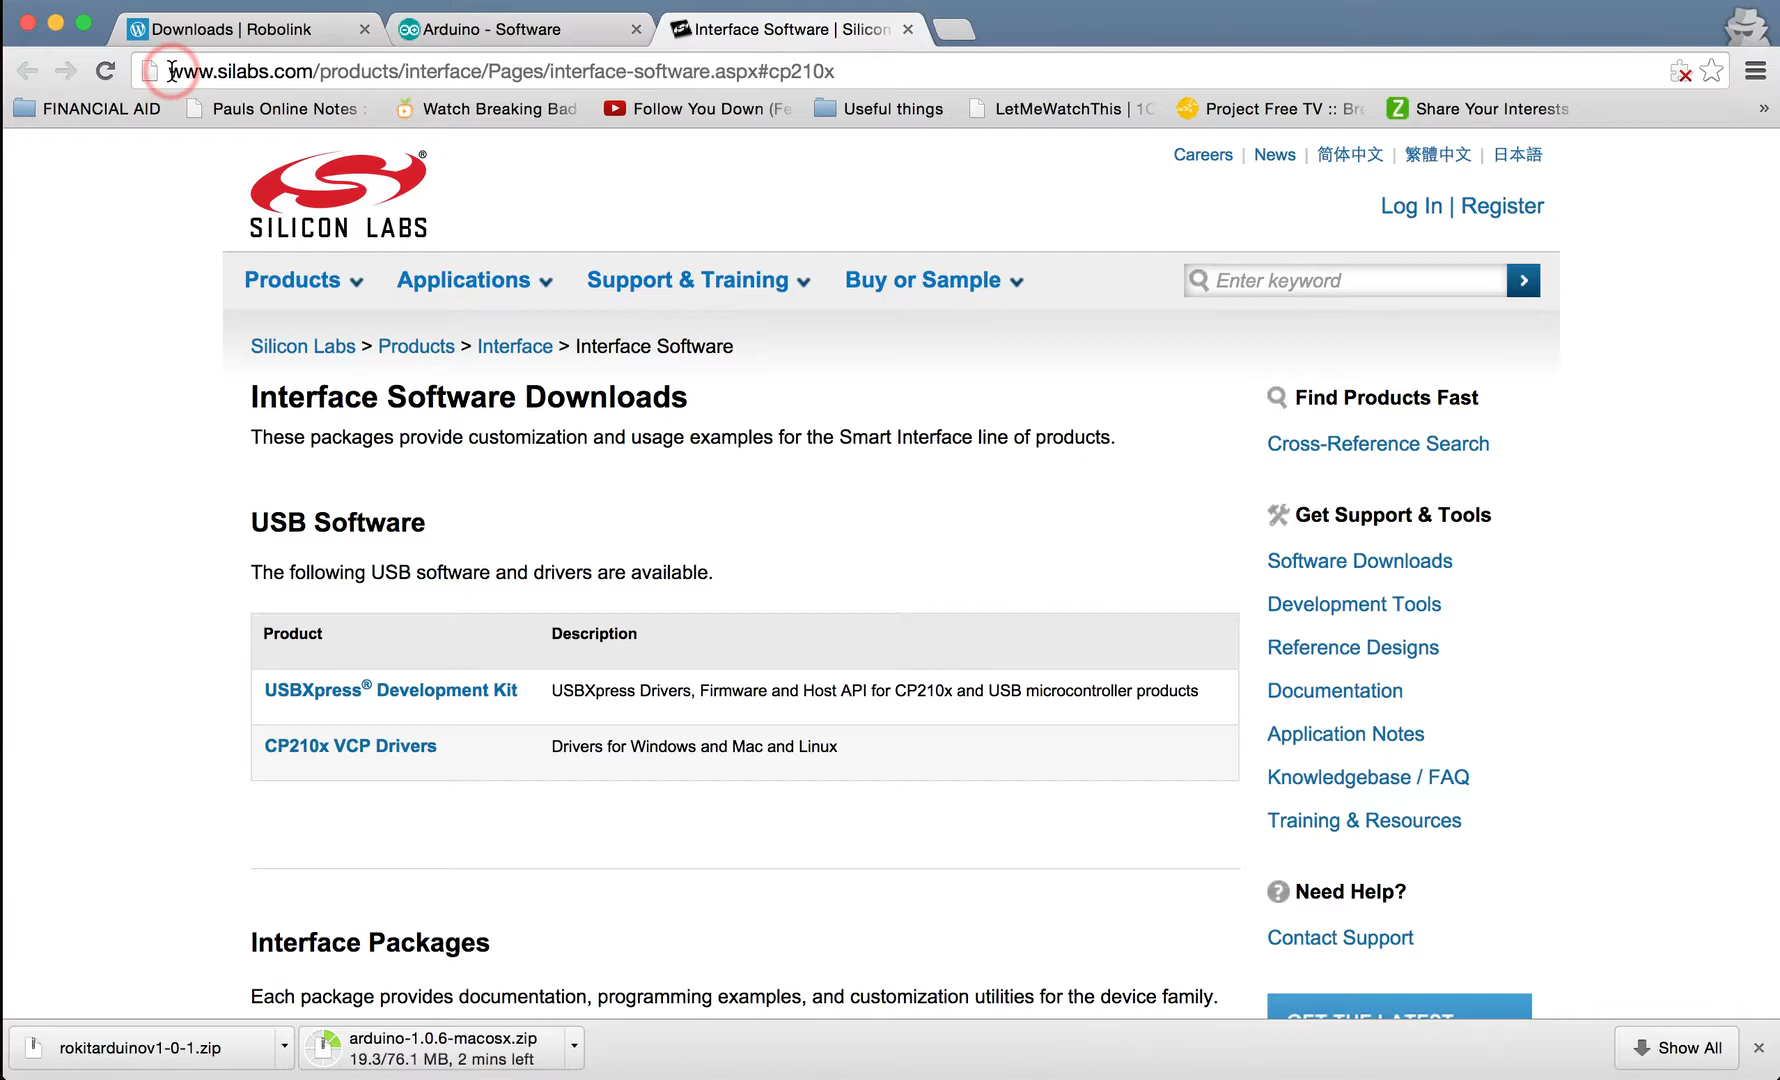 Downloads | Robolink
Arduino - Software
Interface Software | Silicon
www.silabs.com/products/interface/Pages/interface-software.aspx#cp210x
FINANCIAL AID
Pauls Online Notes :
Watch Breaking Bad
Follow You Down (Fe
Useful things
LetMeWatchThis | 1C
Project Free TV :: Bre
Share Your Interests
»
SILICON LABS
®
Careers | News | 简体中文 | 繁體中文 | 日本語
Log In | Register
Products
Applications
Support & Training
Buy or Sample
Enter keyword
Silicon Labs > Products > Interface > Interface Software
Interface Software Downloads
These packages provide customization and usage examples for the Smart Interface line of products.
USB Software
The following USB software and drivers are available.
Product Description
USBXpress® Development Kit USBXpress Drivers, Firmware and Host API for CP210x and USB microcontroller products
CP210x VCP Drivers Drivers for Windows and Mac and Linux
Interface Packages
Each package provides documentation, programming examples, and customization utilities for the device family.
Find Products Fast
Cross-Reference Search
Get Support & Tools
Software Downloads
Development Tools
Reference Designs
Documentation
Application Notes
Knowledgebase / FAQ
Training & Resources
Need Help?
Contact Support
GET THE LATEST
rokitarduinov1-0-1.zip
arduino-1.0.6-macosx.zip
19.3/76.1 MB, 2 mins left
Show All